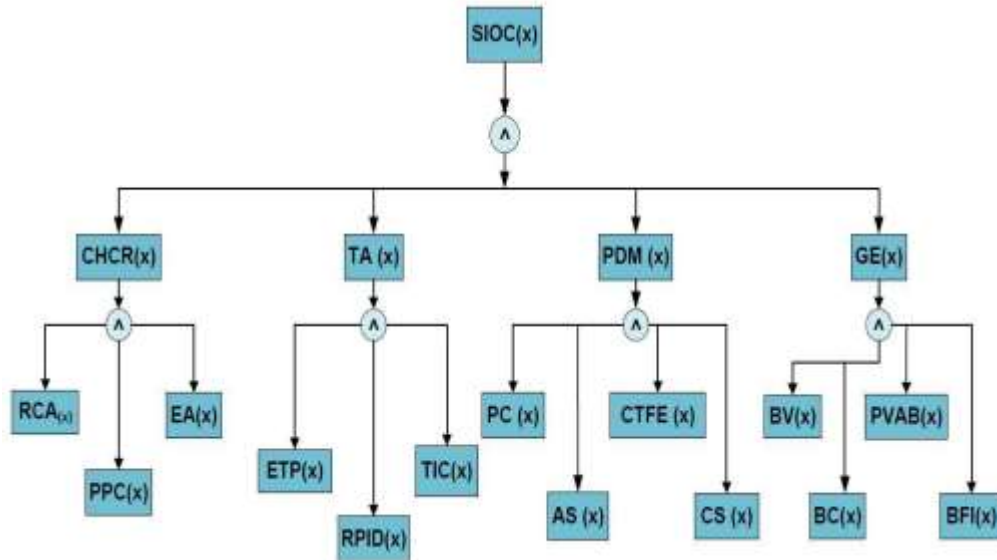 SIOC(x)
ʌ
CHCR(x)
TA (x)
PDM (x)
GE(x)
ʌ
ʌ
ʌ
ʌ
RCA(x)
PPC(x)
EA(x)
ETP(x)
RPID(x)
TIC(x)
PC (x)
AS (x)
CTFE (x)
CS (x)
BV(x)
BC(x)
PVAB(x)
BFI(x)